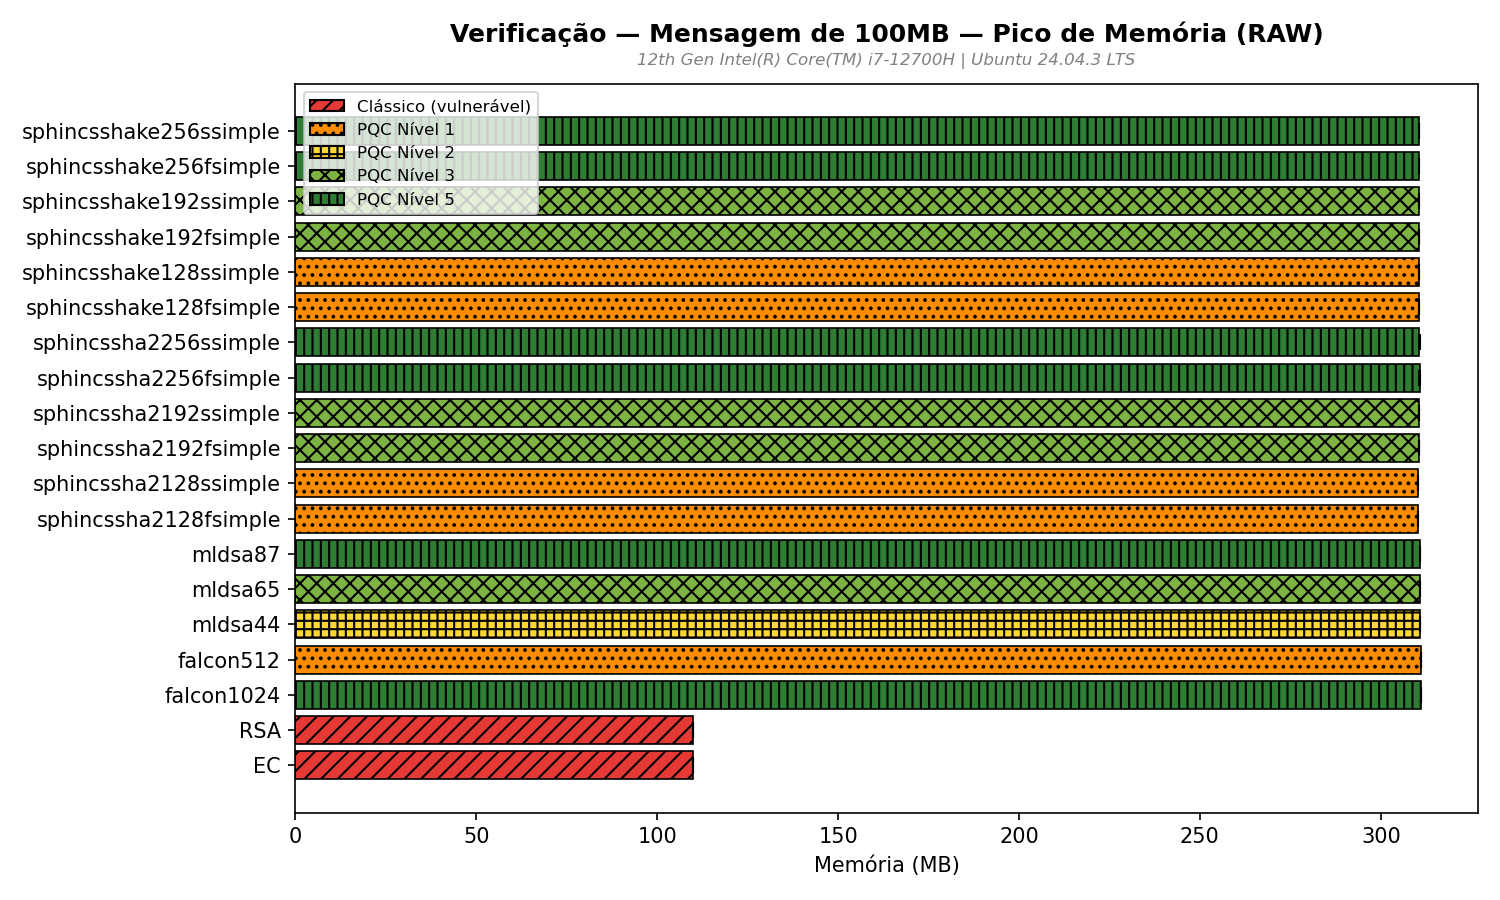 Verificação — Mensagem de 100MB — Pico de Memória (RAW)
12th Gen Intel(R) Core(TM) i7-12700H | Ubuntu 24.04.3 LTS
Clássico (vulnerável)
PQC Nível 1
PQC Nível 2
PQC Nível 3
PQC Nível 5
sphincsshake256ssimple
sphincsshake256fsimple
sphincsshake192ssimple
sphincsshake192fsimple
sphincsshake128ssimple
sphincsshake128fsimple
sphincssha2256ssimple
sphincssha2256fsimple
sphincssha2192ssimple
sphincssha2192fsimple
sphincssha2128ssimple
sphincssha2128fsimple
mldsa87
mldsa65
mldsa44
falcon512
falcon1024
RSA
EC
0 50 100 150 200 250 300
Memória (MB)